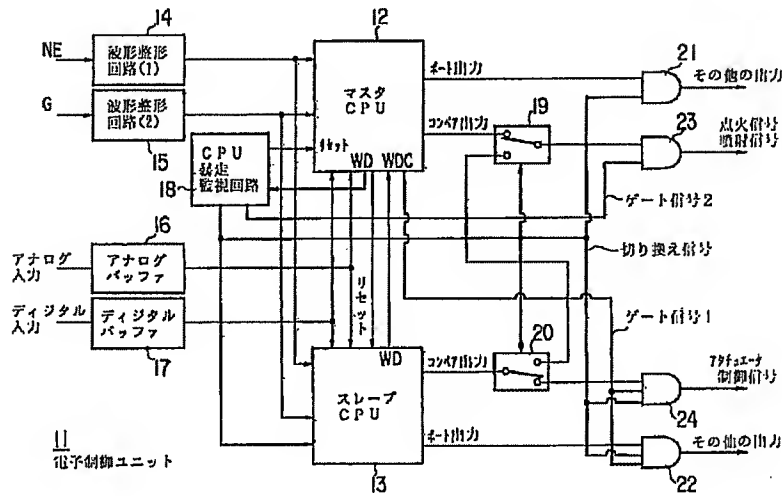 14
12
21
NE
波形整形
回路(1)
マスタ
CPU
ポート出力
その他の出力
G
波形整形
回路(2)
コンペア出力
19
23
点火信号
噴射信号
15
CPU
暴走
監視回路
18
リセット
WD
WDC
ゲート信号2
16
切り換え信号
アナログ
入力
アナログ
バッファ
リセット
ゲート信号1
ディジタル
入力
ディジタル
バッファ
17
WD
コンペア出力
20
アクチュエータ
制御信号
スレーブ
CPU
24
11
電子制御ユニット
ポート出力
その他の出力
13
22